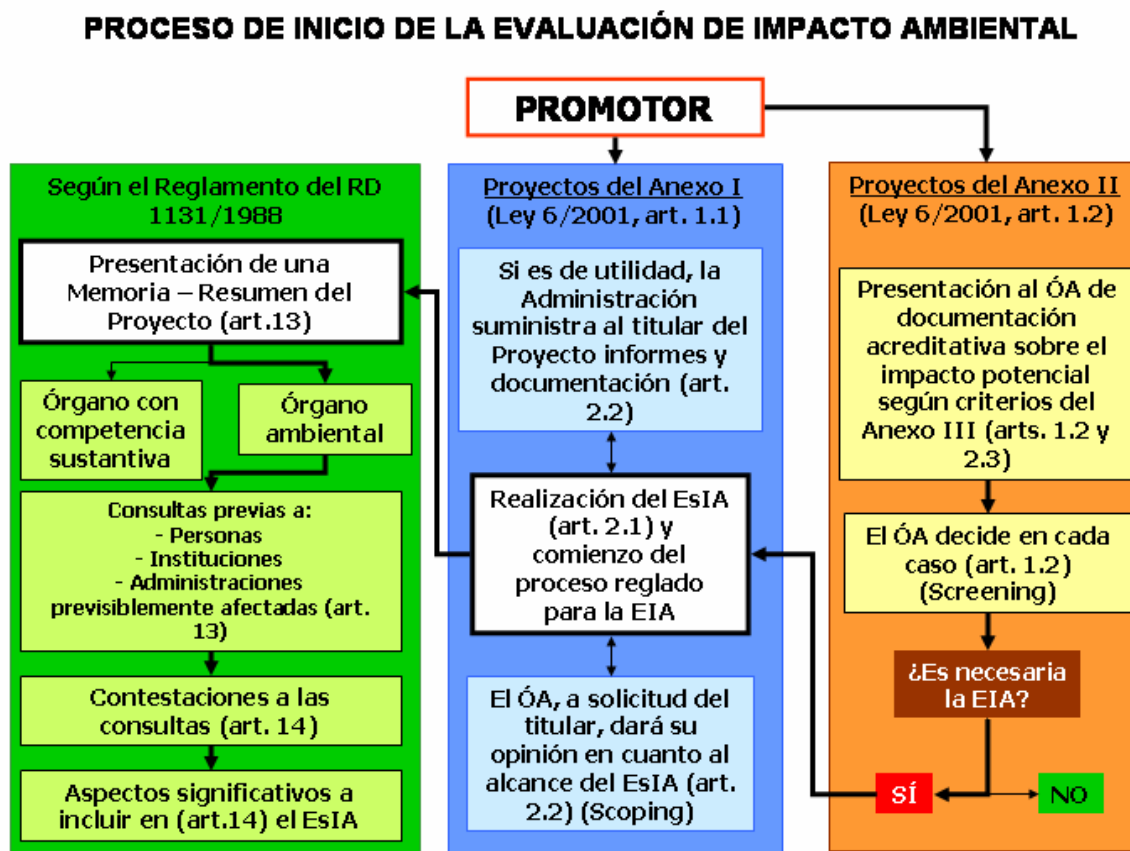 PROCESO DE INICIO DE LA EVALUACIÓN DE IMPACTO AMBIENTAL
PROMOTOR
Según el Reglamento del RD
1131/1988
Presentación de una
Memoria – Resumen del
Proyecto (art.13)
Órgano con
competencia
sustantiva
Órgano
ambiental
Consultas previas a:
- Personas
- Instituciones
- Administraciones
previsiblemente afectadas (art.
13)
Contestaciones a las
consultas (art. 14)
Aspectos significativos a
incluir en (art.14) el EsIA
Proyectos del Anexo I
(Ley 6/2001, art. 1.1)
Si es de utilidad, la
Administración
suministra al titular del
Proyecto informes y
documentación (art.
2.2)
Realización del EsIA
(art. 2.1) y
comienzo del
proceso reglado
para la EIA
El ÓA, a solicitud del
titular, dará su
opinión en cuanto al
alcance del EsIA (art.
2.2) (Scoping)
Proyectos del Anexo II
(Ley 6/2001, art. 1.2)
Presentación al ÓA de
documentación
acreditativa sobre el
impacto potencial
según criterios del
Anexo III (arts. 1.2 y
2.3)
El ÓA decide en cada
caso (art. 1.2)
(Screening)
¿Es necesaria
la EIA?
SÍ
NO